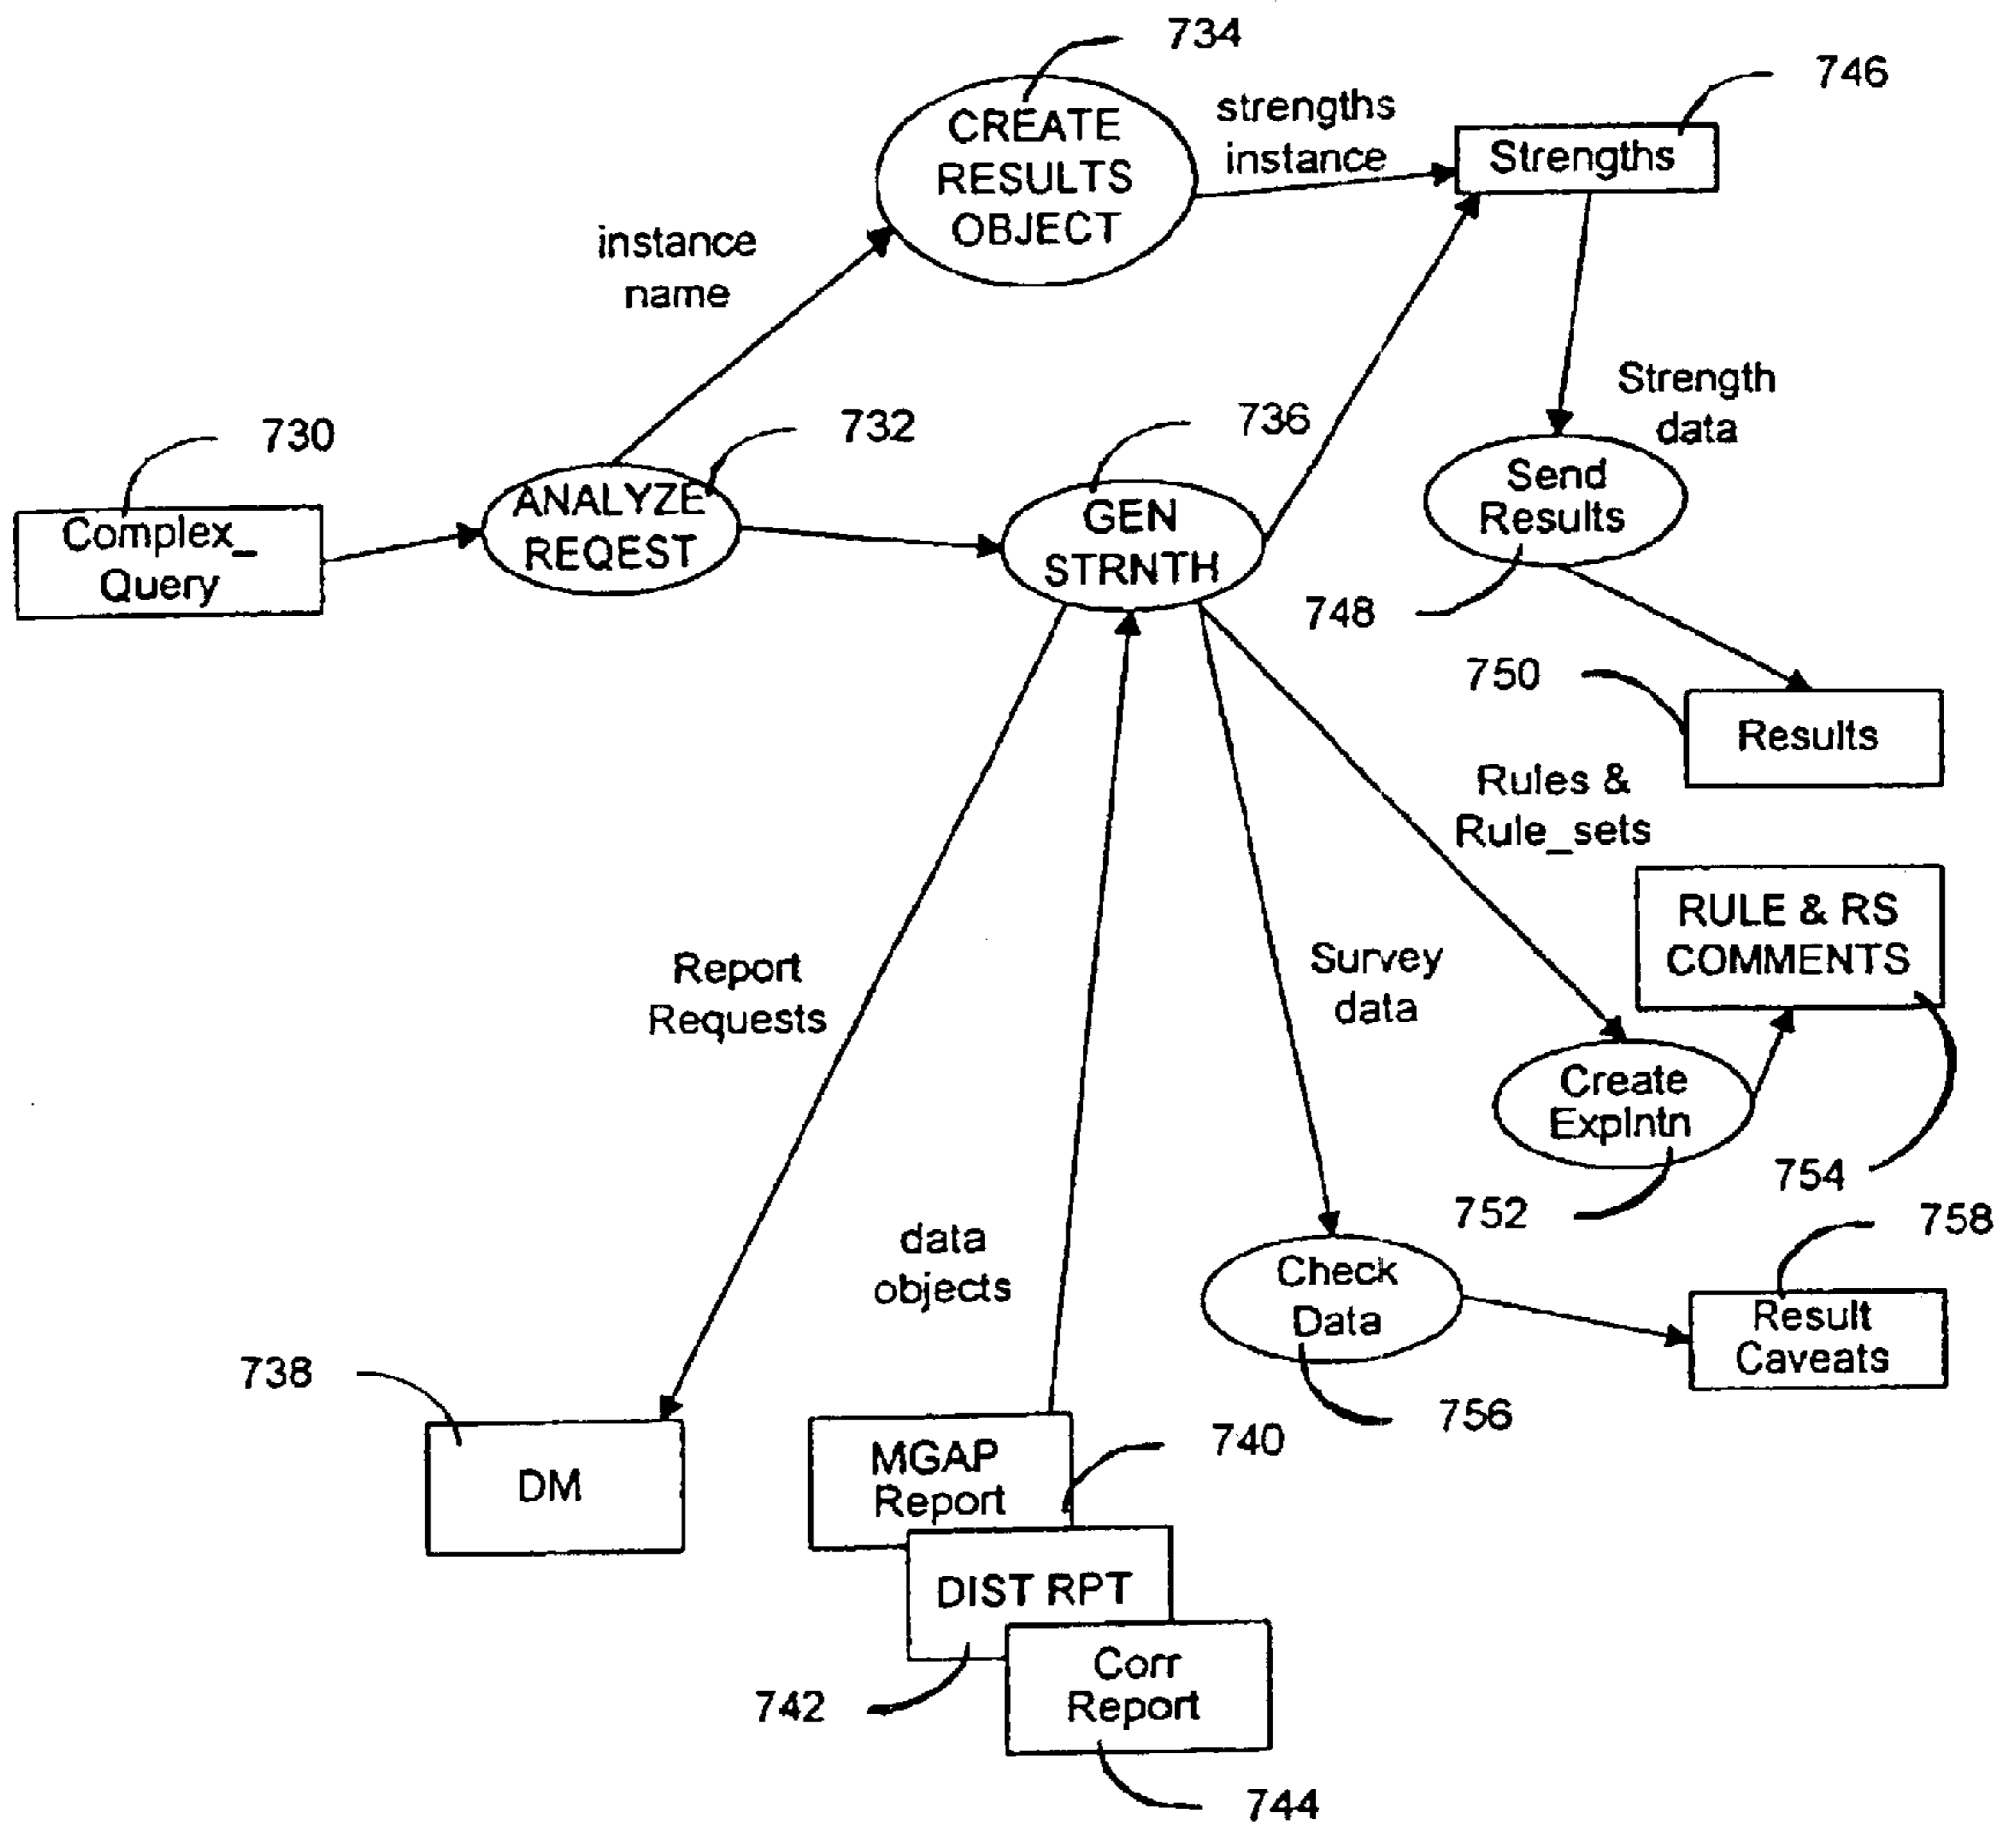 734
746
CREATE
RESULTS
OBJECT
strengths
instance
Strengths
instance
name
Strength
data
730
732
736
Complex_
Query
ANALYZE
REQEST
GEN
STRNTH
Send
Results
748
750
Results
Rules &
Rule_sets
RULE & RS
COMMENTS
Report
Requests
Survey
data
Create
Explntn
754
752
758
data
objects
Check
Data
Result
Caveats
738
756
740
DM
MGAP
Report
DIST RPT
742
Corr
Report
744